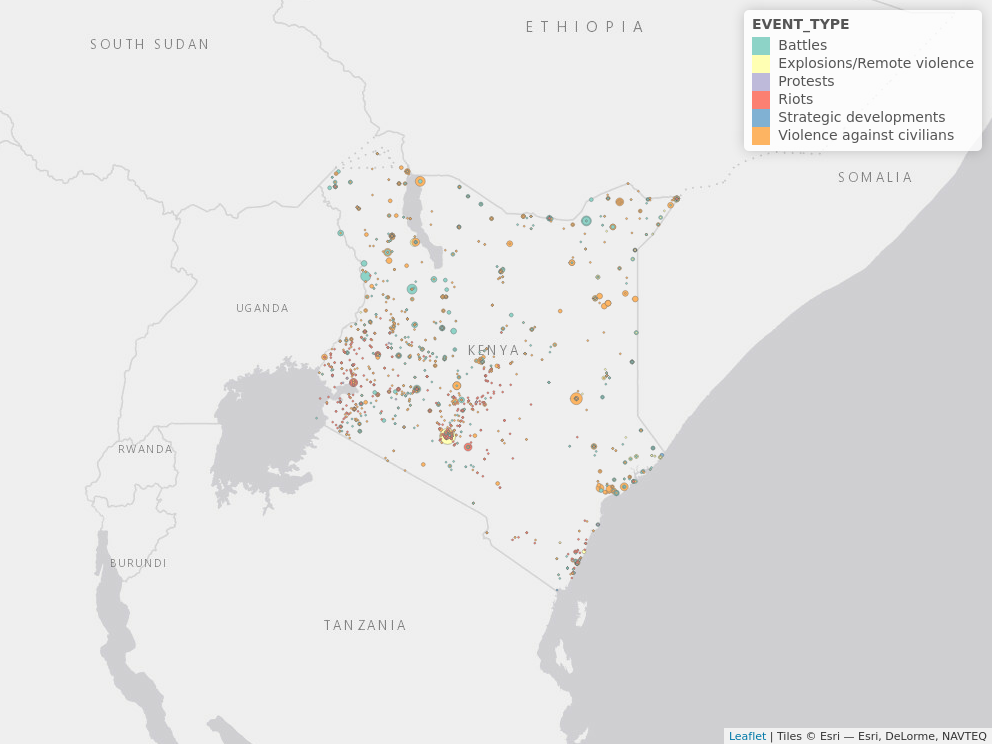 ETHIOPIA
SOUTH SUDAN
EVENT_TYPE
Battles
Explosions/Remote violence
Protests
Riots
Strategic developments
Violence against civilians
SOMALIA
UGANDA
KENYA
RWANDA
BURUNDI
TANZANIA
Leaflet | Tiles © Esri — Esri, DeLorme, NAVTEQ